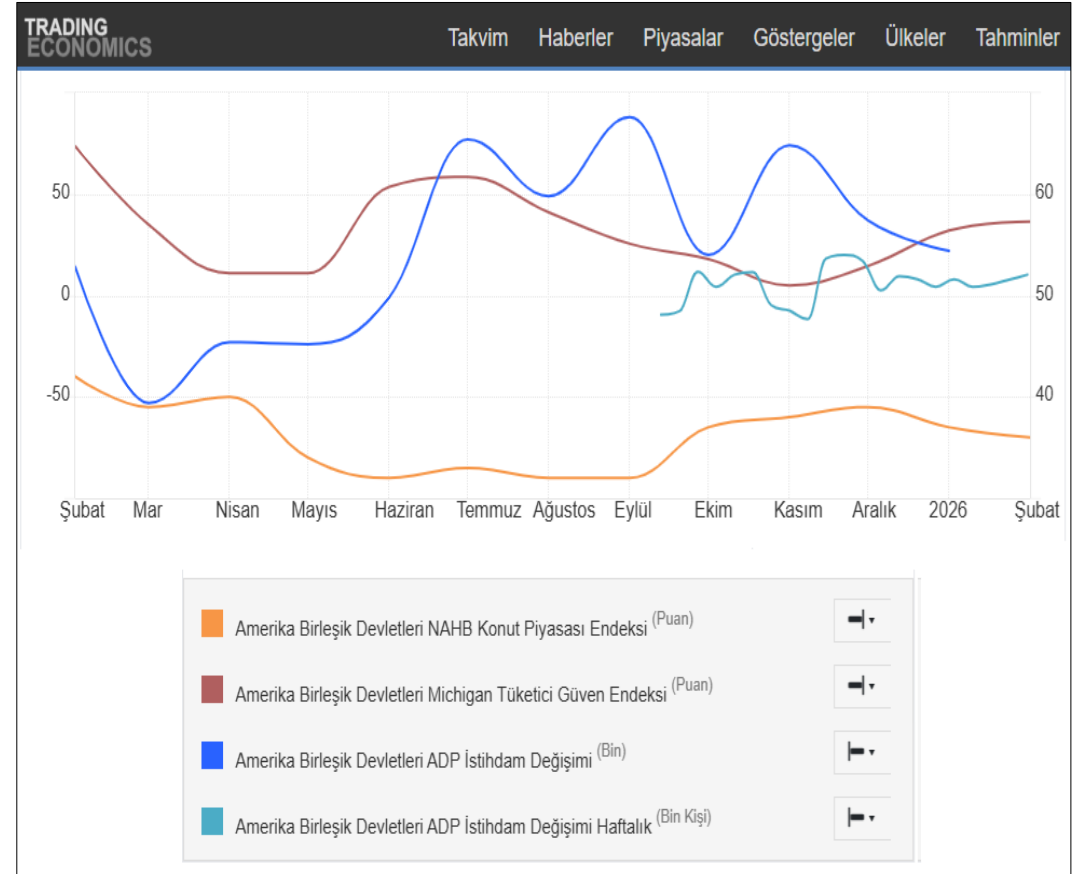 TRADING
ECONOMICS
Takvim Haberler Piyasalar Göstergeler Ülkeler Tahminler
50 60
0 50
-50 40
Şubat Mar Nisan Mayıs Haziran Temmuz Ağustos Eylül Ekim Kasım Aralık 2026 Şubat
Amerika Birleşik Devletleri NAHB Konut Piyasası Endeksi (Puan)
Amerika Birleşik Devletleri Michigan Tüketici Güven Endeksi (Puan)
Amerika Birleşik Devletleri ADP İstihdam Değişimi (Bin)
Amerika Birleşik Devletleri ADP İstihdam Değişimi Haftalık (Bin Kişi)